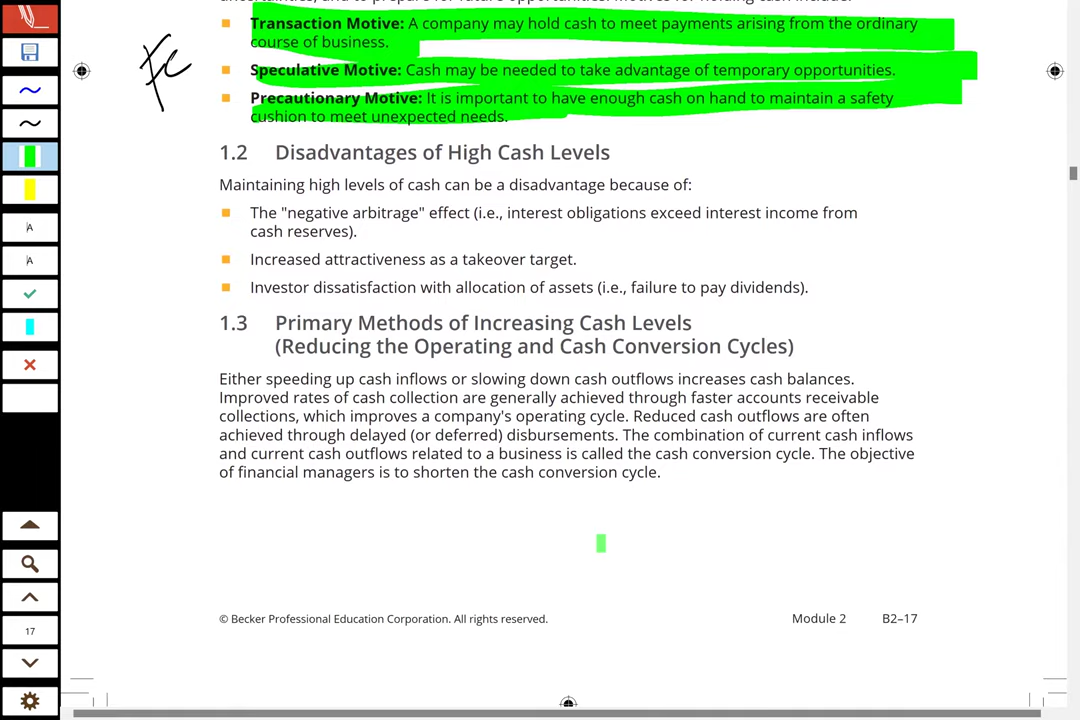 Transaction Motive: A company may hold cash to meet payments arising from the ordinary
course of business.
Speculative Motive: Cash may be needed to take advantage of temporary opportunities.
Precautionary Motive: It is important to have enough cash on hand to maintain a safety
cushion to meet unexpected needs.
1.2 Disadvantages of High Cash Levels
Maintaining high levels of cash can be a disadvantage because of:
The "negative arbitrage" effect (i.e., interest obligations exceed interest income from
cash reserves).
Increased attractiveness as a takeover target.
Investor dissatisfaction with allocation of assets (i.e., failure to pay dividends).
1.3 Primary Methods of Increasing Cash Levels
(Reducing the Operating and Cash Conversion Cycles)
Either speeding up cash inflows or slowing down cash outflows increases cash balances.
Improved rates of cash collection are generally achieved through faster accounts receivable
collections, which improves a company's operating cycle. Reduced cash outflows are often
achieved through delayed (or deferred) disbursements. The combination of current cash inflows
and current cash outflows related to a business is called the cash conversion cycle. The objective
of financial managers is to shorten the cash conversion cycle.
© Becker Professional Education Corporation. All rights reserved.
Module 2 B2–17
A
A
17